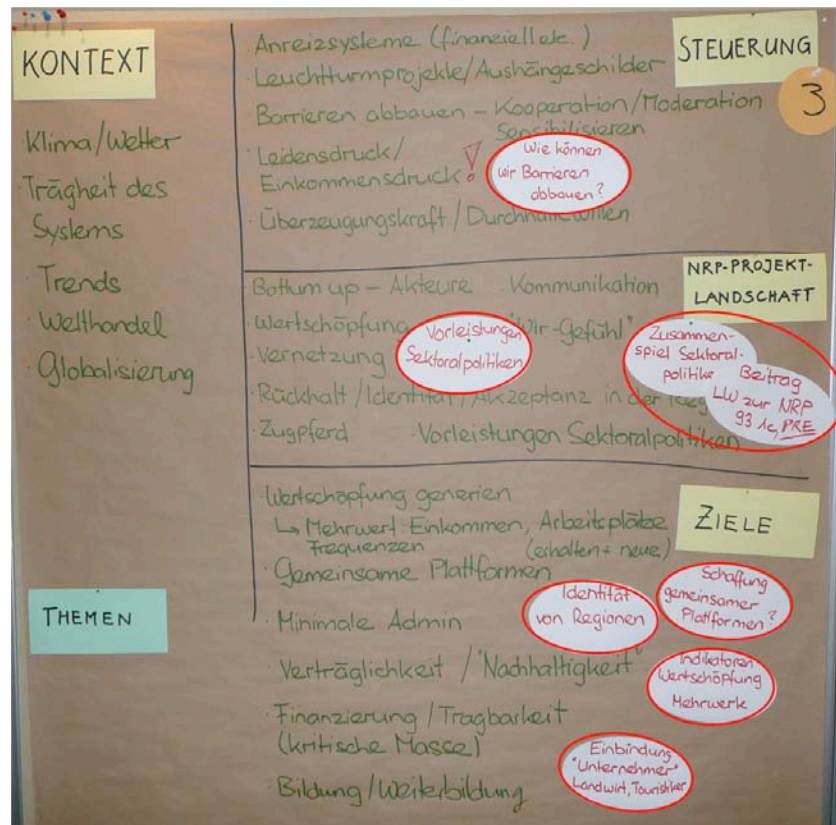 KONTEXT
· Klima/Wetter
· Trägheit des
Systems
· Trends
· Welthandel
· Globalisierung
THEMEN
STEUERUNG
3
· Anreizsysteme (finanziell etc.)
· Leuchtturmprojekte/Aushängeschilder
· Barrieren abbauen – Kooperation/Moderation
Sensibilisieren
· Leidensdruck/
Einkommensdruck !
Wie können
wir Barrieren
abbauen?
· Überzeugungskraft / Durchhaltewillen
NRP-PROJEKT-
LANDSCHAFT
· Bottum up – Akteure · Kommunikation
· Wertschöpfung "Wir-Gefühl"
· Vernetzung
Vorleistungen
Sektoralpolitiken
Zusammen-
spiel Sektoral-
politike
Beitrag
LW zur NRP
93 1c, PRE
· Rückhalt / Identität / Akzeptanz in der
· Zugpferd · Vorleistungen Sektoralpolitiken
ZIELE
· Wertschöpfung generien
↳ Mehrwert Einkommen, Arbeitsplätze
Frequenzen (erhalten + neue)
· Gemeinsame Plattformen
Schaffung
gemeinsamer
Plattformen?
Identität
von Regionen
· Minimale Admin
· Verträglichkeit / "Nachhaltigkeit"
Indikatoren
Wertschöpfung
Mehrwerk
· Finanzierung / Tragbarkeit
(kritische Masse)
Einbindung
"Unternehmer"
Landwirt, Touristiker
· Bildung / Weiterbildung